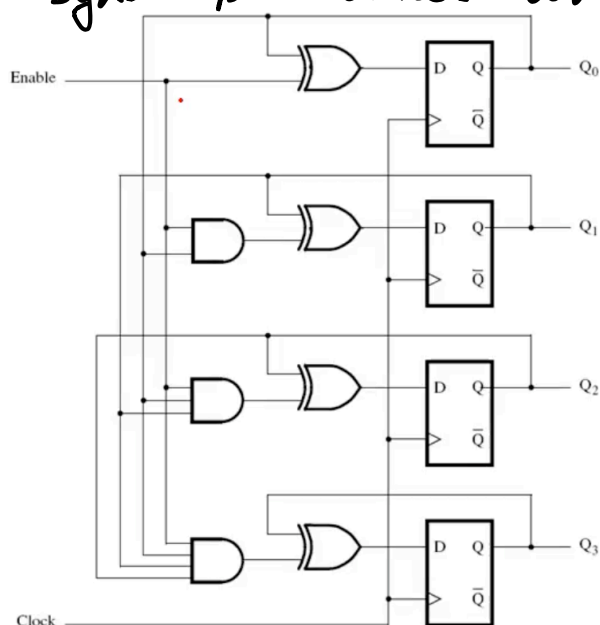 Enable
D Q Q0
Q̅
D Q Q1
Q̅
D Q Q2
Q̅
D Q Q3
Q̅
Clock